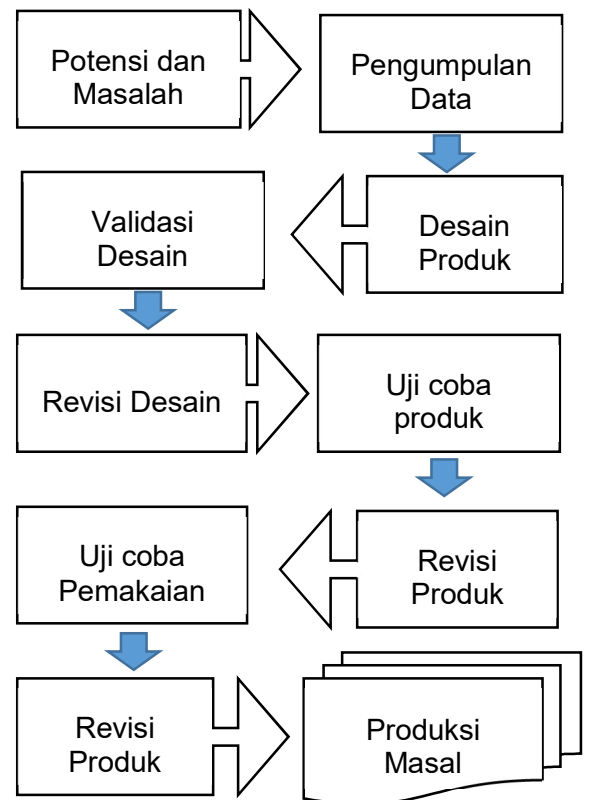 Potensi dan
Masalah
Pengumpulan
Data
Desain
Produk
Validasi
Desain
Revisi Desain
Uji coba
produk
Revisi
Produk
Uji coba
Pemakaian
Revisi
Produk
Produksi
Masal